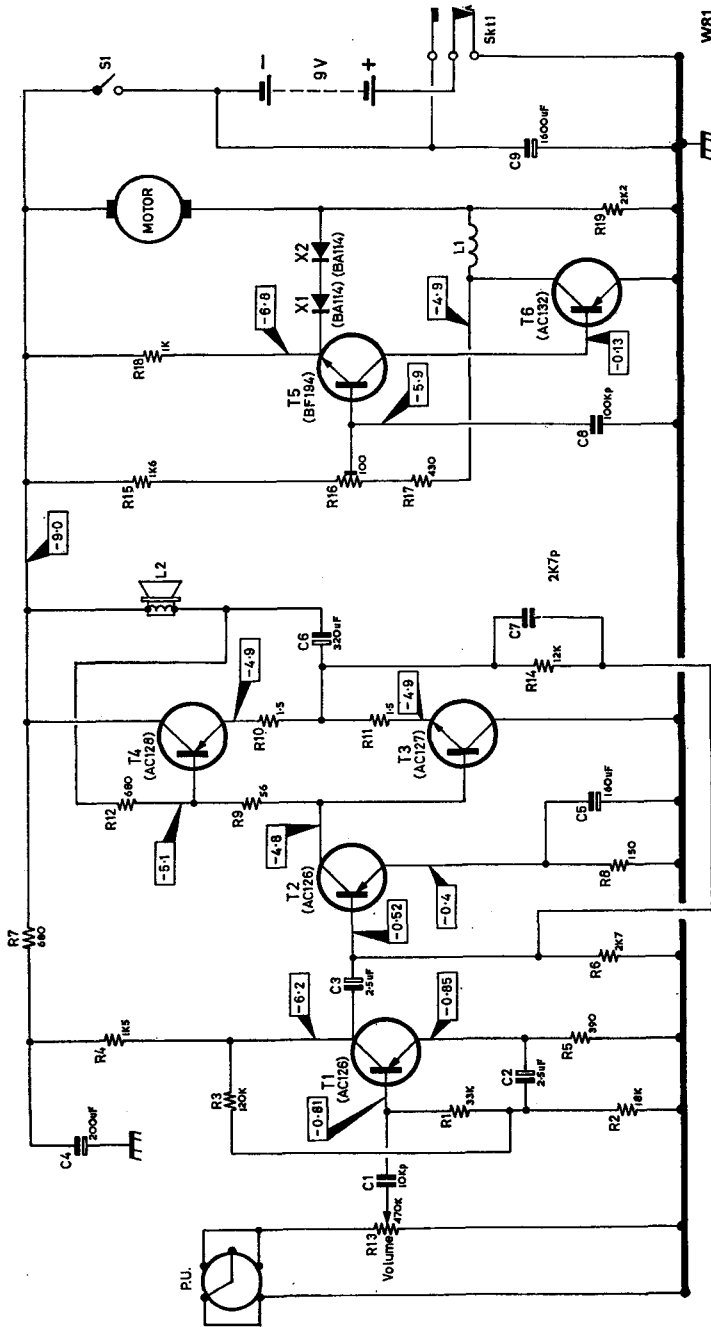 P.U.
R13
470K
Volume
C1
10Kp
C4
200uF
R4
1K5
R3
120K
-6·2
T1
(AC126)
-0·81
-0·85
R1
33K
C2
2·5uF
R2
18K
R5
390
R7
680
C3
2·5uF
-0·52
R6
2K7
T2
(AC126)
-4·8
-0·4
R8
150
C5
160uF
R12
680
-5·1
R9
56
T4
(AC128)
-4·9
R10
1·5
R11
1·5
-4·9
T3
(AC127)
L2
C6
320uF
R14
12K
C7
2K7p
-9·0
R15
1K6
R16
100
R17
430
R18
1K
-6·8
T5
(BF194)
-5·9
C8
100Kp
X1
(BA114)
X2
(BA114)
MOTOR
-4·9
L1
T6
(AC132)
-0·13
R19
2K2
S1
-
9V
+
C9
1600uF
Skt1
W81